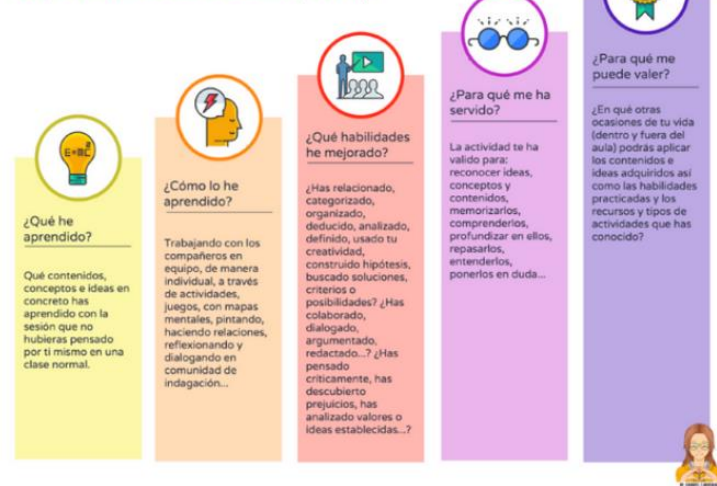 E=mc²
¿Qué he
aprendido?
Qué contenidos,
conceptos e ideas en
concreto has
aprendido con la
sesión que no
hubieras pensado
por ti mismo en una
clase normal.
¿Cómo lo he
aprendido?
Trabajando con los
compañeros en
equipo, de manera
individual, a través
de actividades,
juegos, con mapas
mentales, pintando,
haciendo relaciones,
reflexionando y
dialogando en
comunidad de
indagación...
¿Qué habilidades
he mejorado?
¿Has relacionado,
categorizado,
organizado,
deducido, analizado,
definido, usado tu
creatividad,
construido hipótesis,
buscado soluciones,
criterios o
posibilidades? ¿Has
colaborado,
dialogado,
argumentado,
redactado...? ¿Has
pensado
críticamente, has
descubierto
prejuicios, has
analizado valores o
ideas establecidas...?
¿Para qué me ha
servido?
La actividad te ha
valido para:
reconocer ideas,
conceptos y
contenidos,
memorizarlos,
comprenderlos,
profundizar en ellos,
repasarlos,
entenderlos,
ponerlos en duda...
¿Para qué me
puede valer?
¿En qué otras
ocasiones de tu vida
(dentro y fuera del
aula) podrás aplicar
los contenidos e
ideas adquiridos así
como las habilidades
practicadas y los
recursos y tipos de
actividades que has
conocido?